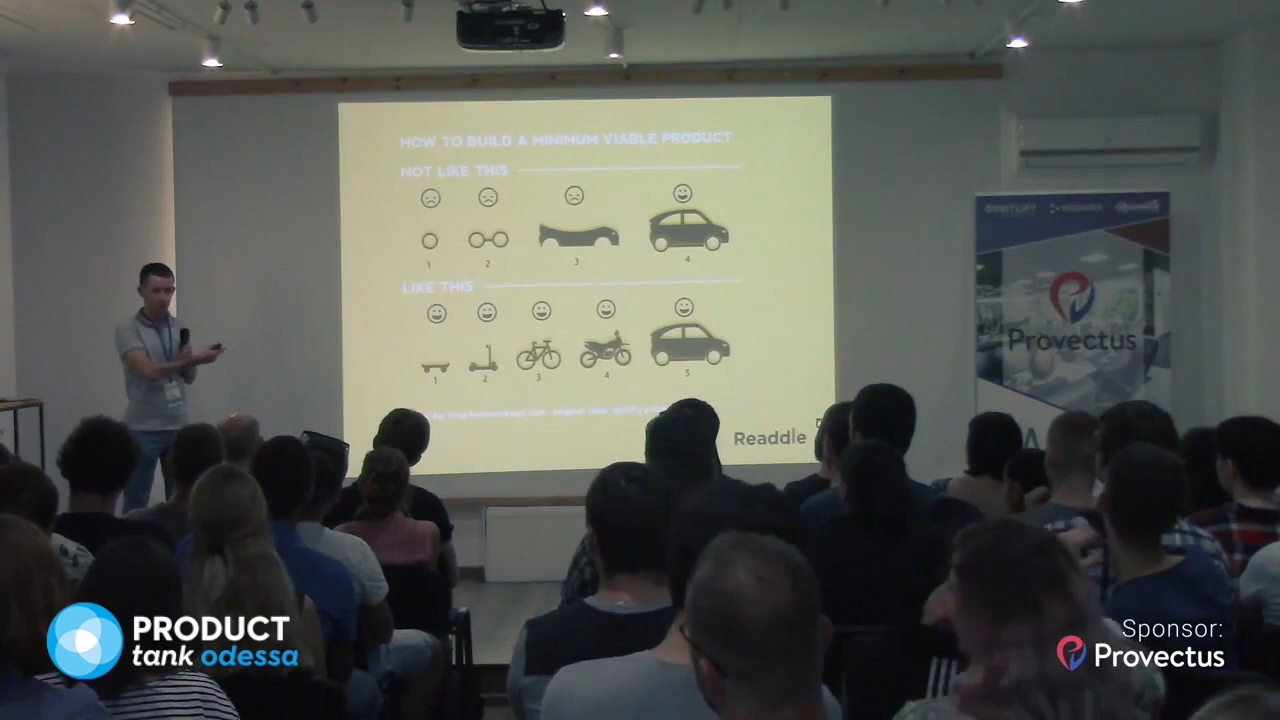 HOW TO BUILD A MINIMUM VIABLE PRODUCT
NOT LIKE THIS
1 2 3 4
LIKE THIS
1 2 3 4 5
Readdle
Provectus
PRODUCT
tank odessa
Sponsor:
Provectus